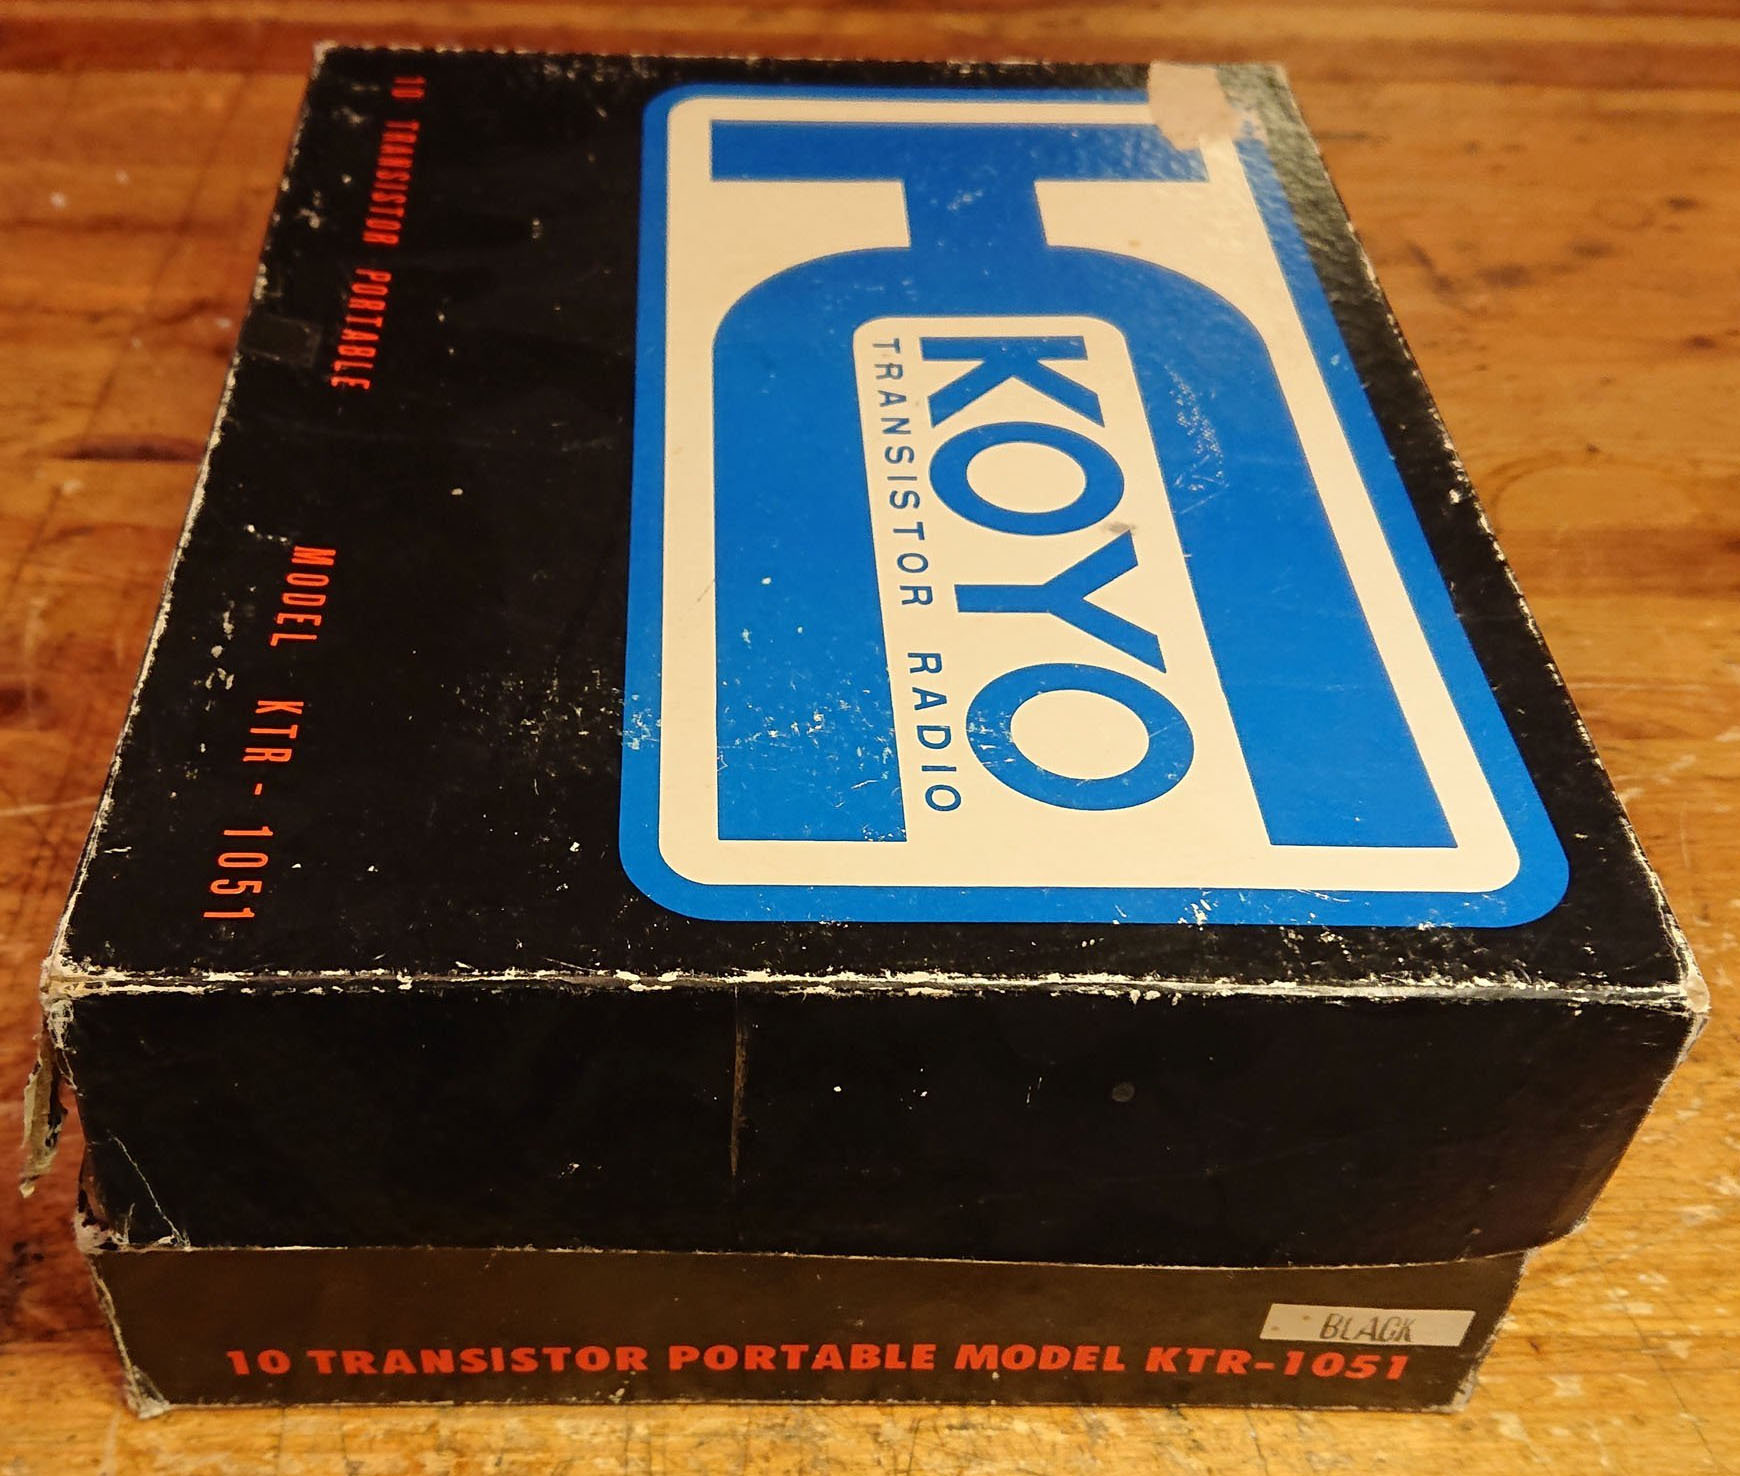 KOYO
TRANSISTOR RADIO
10 TRANSISTOR PORTABLE MODEL KTR-1051
BLACK
10 TRANSISTOR PORTABLE MODEL KTR-1051